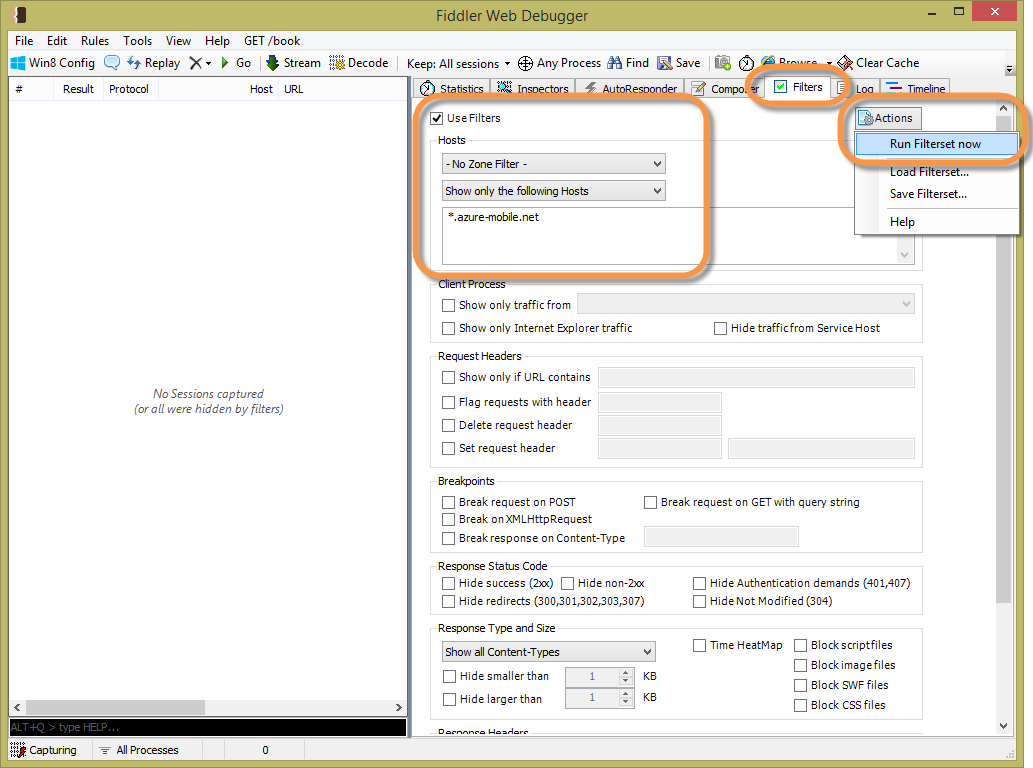 Fiddler Web Debugger
File Edit Rules Tools View Help GET /book
Win8 Config Replay Go Stream Decode Keep: All sessions Any Process Find Save Browse Clear Cache
# Result Protocol Host URL
Statistics Inspectors AutoResponder Composer Filters Log Timeline
Use Filters
Actions
Run Filterset now
Load Filterset...
Save Filterset...
Help
Hosts
- No Zone Filter -
Show only the following Hosts
*.azure-mobile.net
Client Process
Show only traffic from
Show only Internet Explorer traffic Hide traffic from Service Host
Request Headers
Show only if URL contains
Flag requests with header
Delete request header
Set request header
No Sessions captured
(or all were hidden by filters)
Breakpoints
Break request on POST Break request on GET with query string
Break on XMLHttpRequest
Break response on Content-Type
Response Status Code
Hide success (2xx) Hide non-2xx Hide Authentication demands (401,407)
Hide redirects (300,301,302,303,307) Hide Not Modified (304)
Response Type and Size
Show all Content-Types Time HeatMap Block script files
Hide smaller than 1 KB Block image files
Hide larger than 1 KB Block SWF files
Block CSS files
Response Headers
ALT+Q > type HELP...
Capturing All Processes 0